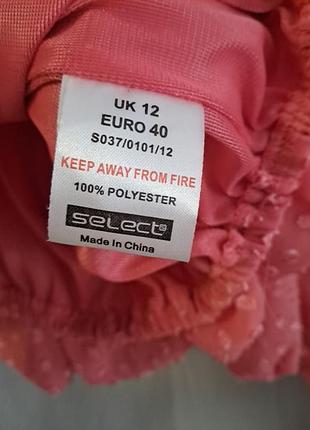 UK 12
EURO 40
S037/0101/12
KEEP AWAY FROM FIRE
100% POLYESTER
select
Made In China